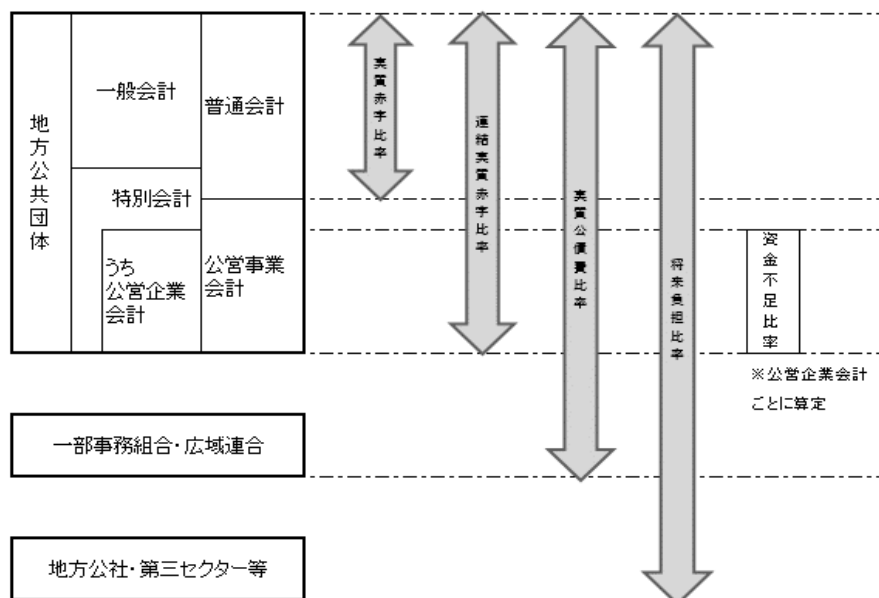 地方公共団体
一般会計
普通会計
特別会計
うち
公営企業
会計
公営事業
会計
実質赤字比率
連結実質赤字比率
実質公債費比率
将来負担比率
資金不足比率
※公営企業会計
ごとに算定
一部事務組合・広域連合
地方公社・第三セクター等